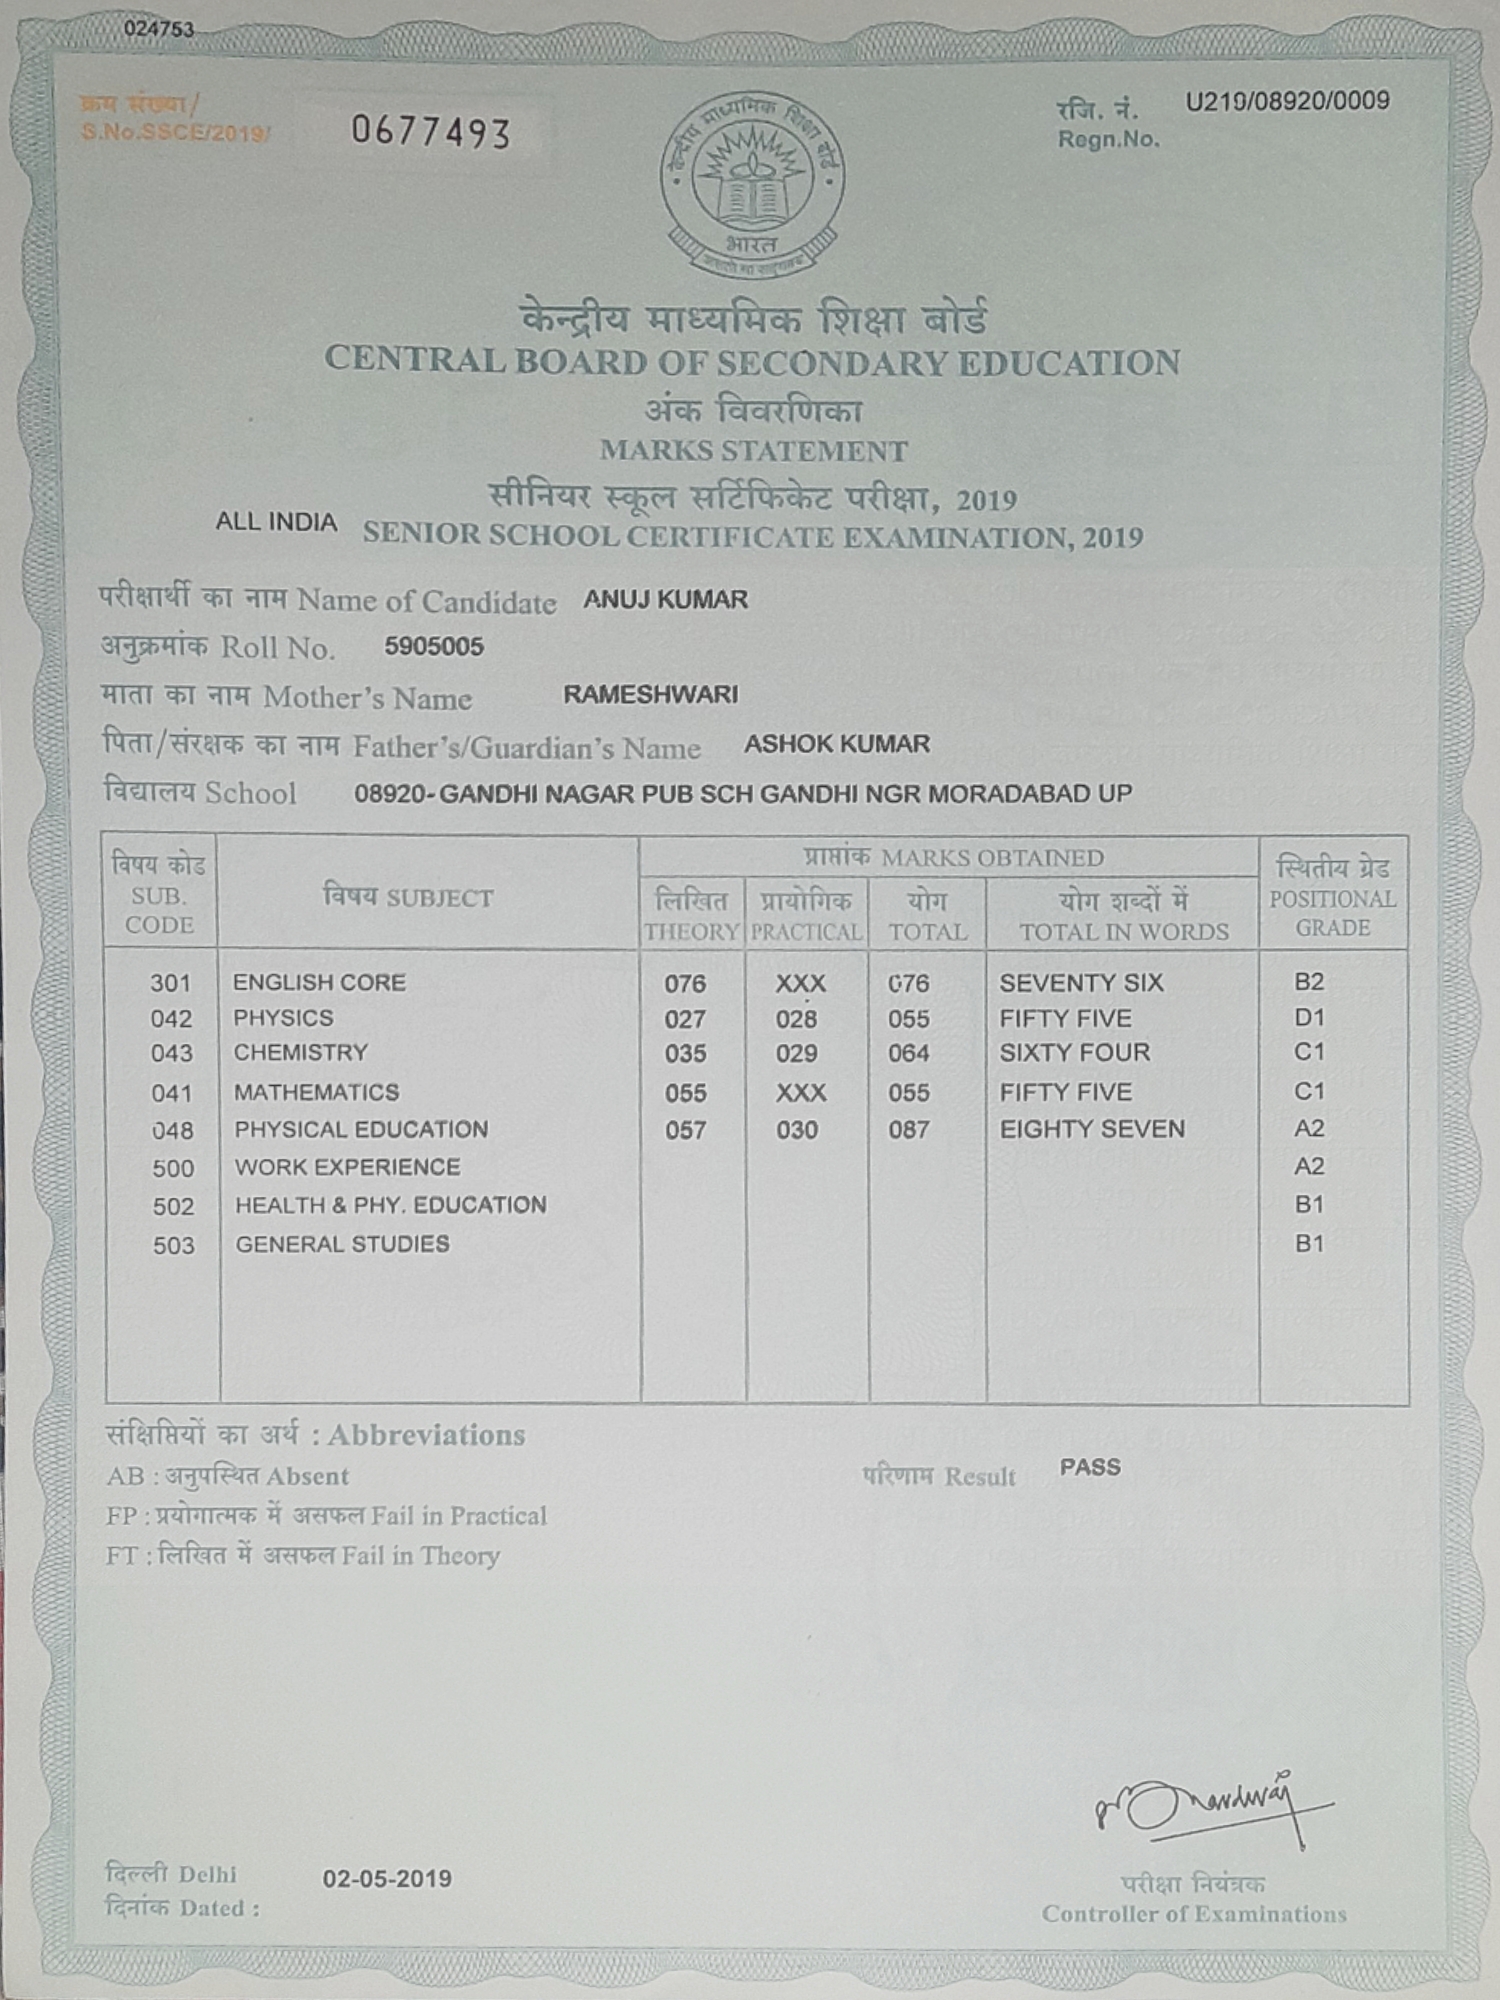 024753
क्रम संख्या/
S.No.SSCE/2019/ 0677493
रजि. नं. U219/08920/0009
Regn.No.
केन्द्रीय माध्यमिक शिक्षा बोर्ड
भारत
केन्द्रीय माध्यमिक शिक्षा बोर्ड
CENTRAL BOARD OF SECONDARY EDUCATION
अंक विवरणिका
MARKS STATEMENT
सीनियर स्कूल सर्टिफिकेट परीक्षा, 2019
ALL INDIA SENIOR SCHOOL CERTIFICATE EXAMINATION, 2019
परीक्षार्थी का नाम Name of Candidate ANUJ KUMAR
अनुक्रमांक Roll No. 5905005
माता का नाम Mother's Name RAMESHWARI
पिता/संरक्षक का नाम Father's/Guardian's Name ASHOK KUMAR
विद्यालय School 08920-GANDHI NAGAR PUB SCH GANDHI NGR MORADABAD UP
विषय कोड SUB. CODE विषय SUBJECT प्राप्तांक MARKS OBTAINED स्थितीय ग्रेड POSITIONAL GRADE
लिखित THEORY प्रायोगिक PRACTICAL योग TOTAL योग शब्दों में TOTAL IN WORDS
301 ENGLISH CORE 076 XXX 076 SEVENTY SIX B2
042 PHYSICS 027 028 055 FIFTY FIVE D1
043 CHEMISTRY 035 029 064 SIXTY FOUR C1
041 MATHEMATICS 055 XXX 055 FIFTY FIVE C1
048 PHYSICAL EDUCATION 057 030 087 EIGHTY SEVEN A2
500 WORK EXPERIENCE A2
502 HEALTH & PHY. EDUCATION B1
503 GENERAL STUDIES B1
संक्षिप्तियों का अर्थ : Abbreviations
AB : अनुपस्थित Absent
परिणाम Result PASS
FP : प्रयोगात्मक में असफल Fail in Practical
FT : लिखित में असफल Fail in Theory
दिल्ली Delhi
दिनांक Dated : 02-05-2019
परीक्षा नियंत्रक
Controller of Examinations